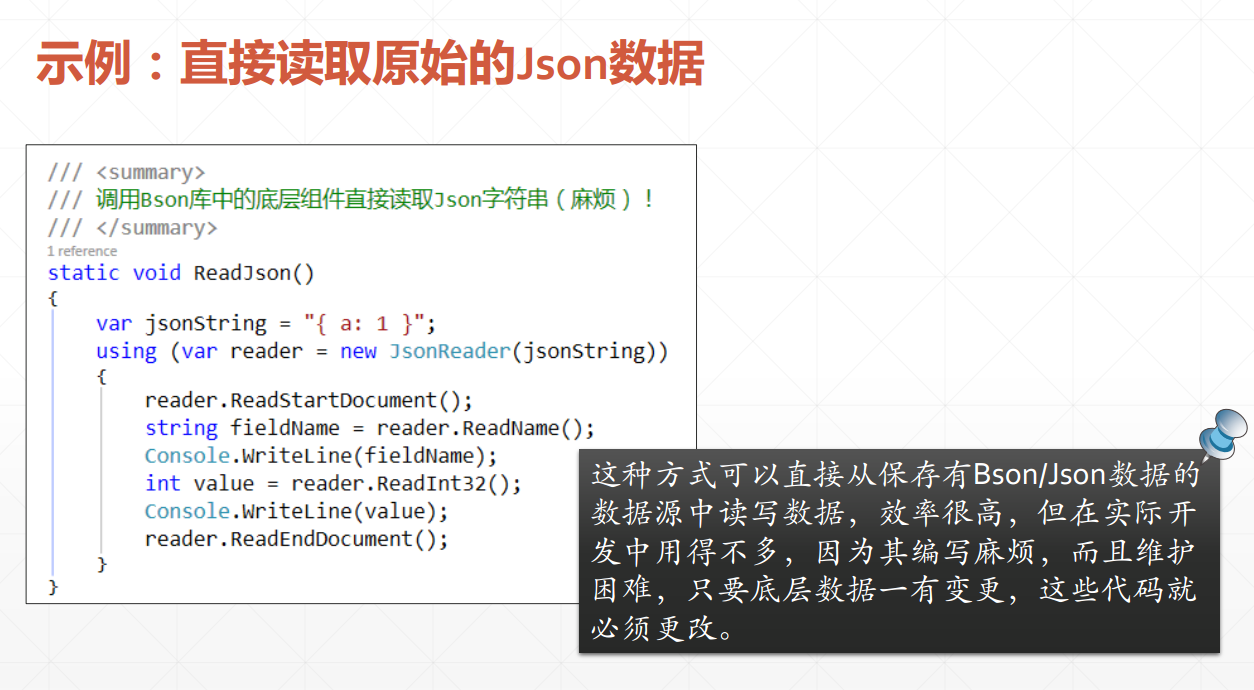 示例：直接读取原始的Json数据
/// <summary>
/// 调用Bson库中的底层组件直接读取Json字符串（麻烦）！
/// </summary>
1 reference
static void ReadJson()
{
    var jsonString = "{ a: 1 }";
    using (var reader = new JsonReader(jsonString))
    {
        reader.ReadStartDocument();
        string fieldName = reader.ReadName();
        Console.WriteLine(fieldName);
        int value = reader.ReadInt32();
        Console.WriteLine(value);
        reader.ReadEndDocument();
    }
}
这种方式可以直接从保存有Bson/Json数据的
数据源中读写数据，效率很高，但在实际开
发中用得不多，因为其编写麻烦，而且维护
困难，只要底层数据一有变更，这些代码就
必须更改。